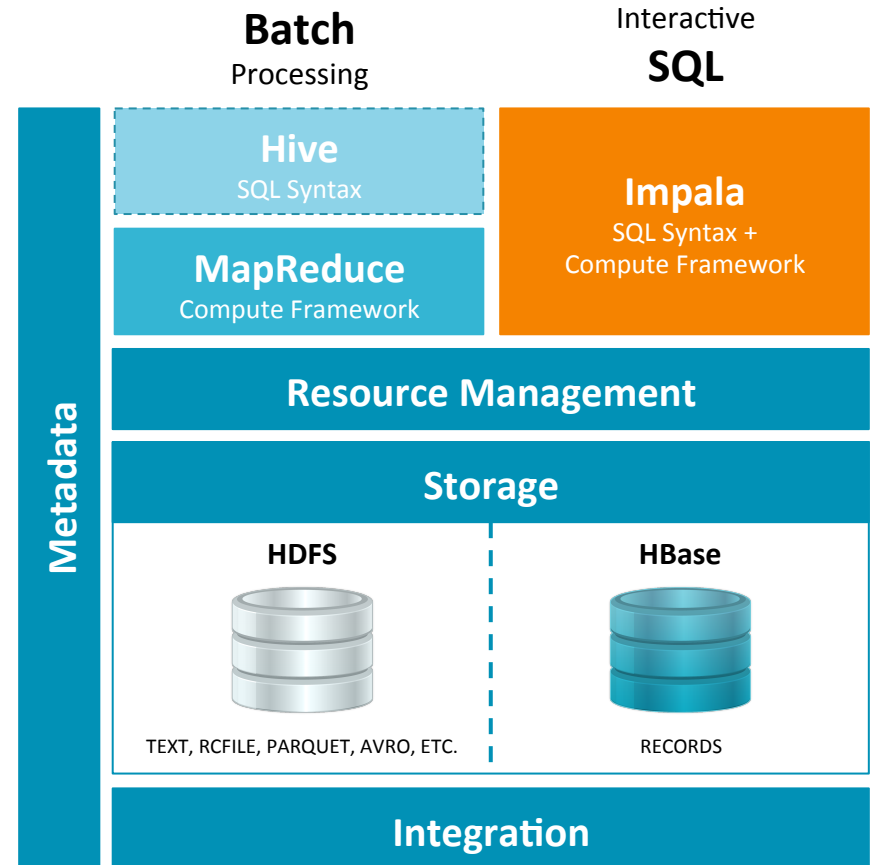 Batch
Processing
Interactive
SQL
Metadata
Hive
SQL Syntax
MapReduce
Compute Framework
Impala
SQL Syntax +
Compute Framework
Resource Management
Storage
HDFS
TEXT, RCFILE, PARQUET, AVRO, ETC.
HBase
RECORDS
Integration